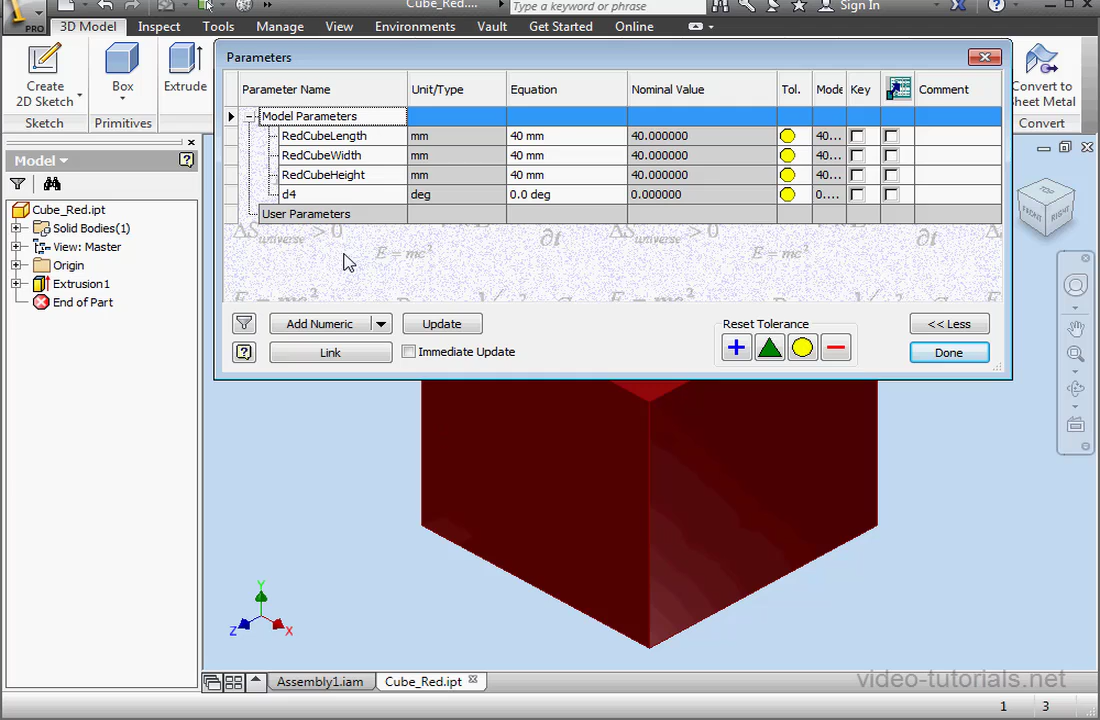 Cube_Red....
Type a keyword or phrase
Sign In
PRO
3D Model
Inspect
Tools
Manage
View
Environments
Vault
Get Started
Online
Create
2D Sketch
Box
Extrude
Convert to
Sheet Metal
Sketch
Primitives
Convert
Parameters
Parameter Name
Unit/Type
Equation
Nominal Value
Tol.
Mode
Key
Comment
Model Parameters
RedCubeLength mm 40 mm 40.000000 40...
RedCubeWidth mm 40 mm 40.000000 40...
RedCubeHeight mm 40 mm 40.000000 40...
d4 deg 0.0 deg 0.000000 0....
User Parameters
Add Numeric
Update
Reset Tolerance
<< Less
Link
Immediate Update
Done
Model
Cube_Red.ipt
Solid Bodies(1)
View: Master
Origin
Extrusion1
End of Part
TOP
FRONT
RIGHT
Y
Z
X
Assembly1.iam
Cube_Red.ipt
video-tutorials.net
1
3